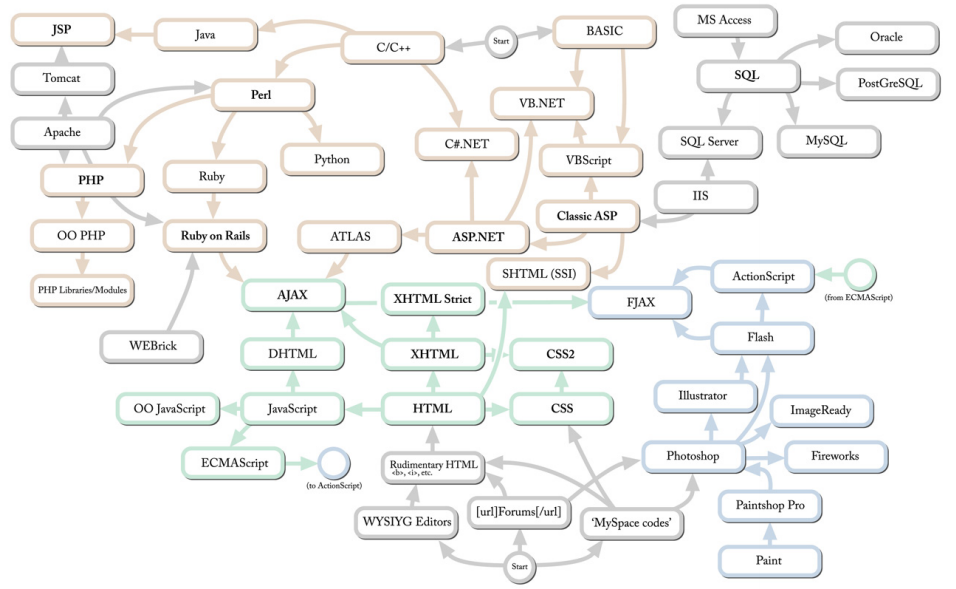 JSP
Java
C/C++
Start
BASIC
MS Access
Oracle
Tomcat
SQL
PostGreSQL
Perl
VB.NET
Apache
C#.NET
SQL Server
MySQL
Python
VBScript
PHP
Ruby
IIS
Classic ASP
OO PHP
Ruby on Rails
ATLAS
ASP.NET
SHTML (SSI)
ActionScript
(from ECMAScript)
PHP Libraries/Modules
AJAX
XHTML Strict
FJAX
WEBrick
DHTML
XHTML
CSS2
Flash
OO JavaScript
JavaScript
HTML
CSS
Illustrator
ImageReady
ECMAScript
(to ActionScript)
Rudimentary HTML
<b>, <i>, etc.
Photoshop
Fireworks
WYSIYG Editors
[url]Forums[/url]
‘MySpace codes’
Paintshop Pro
Start
Paint